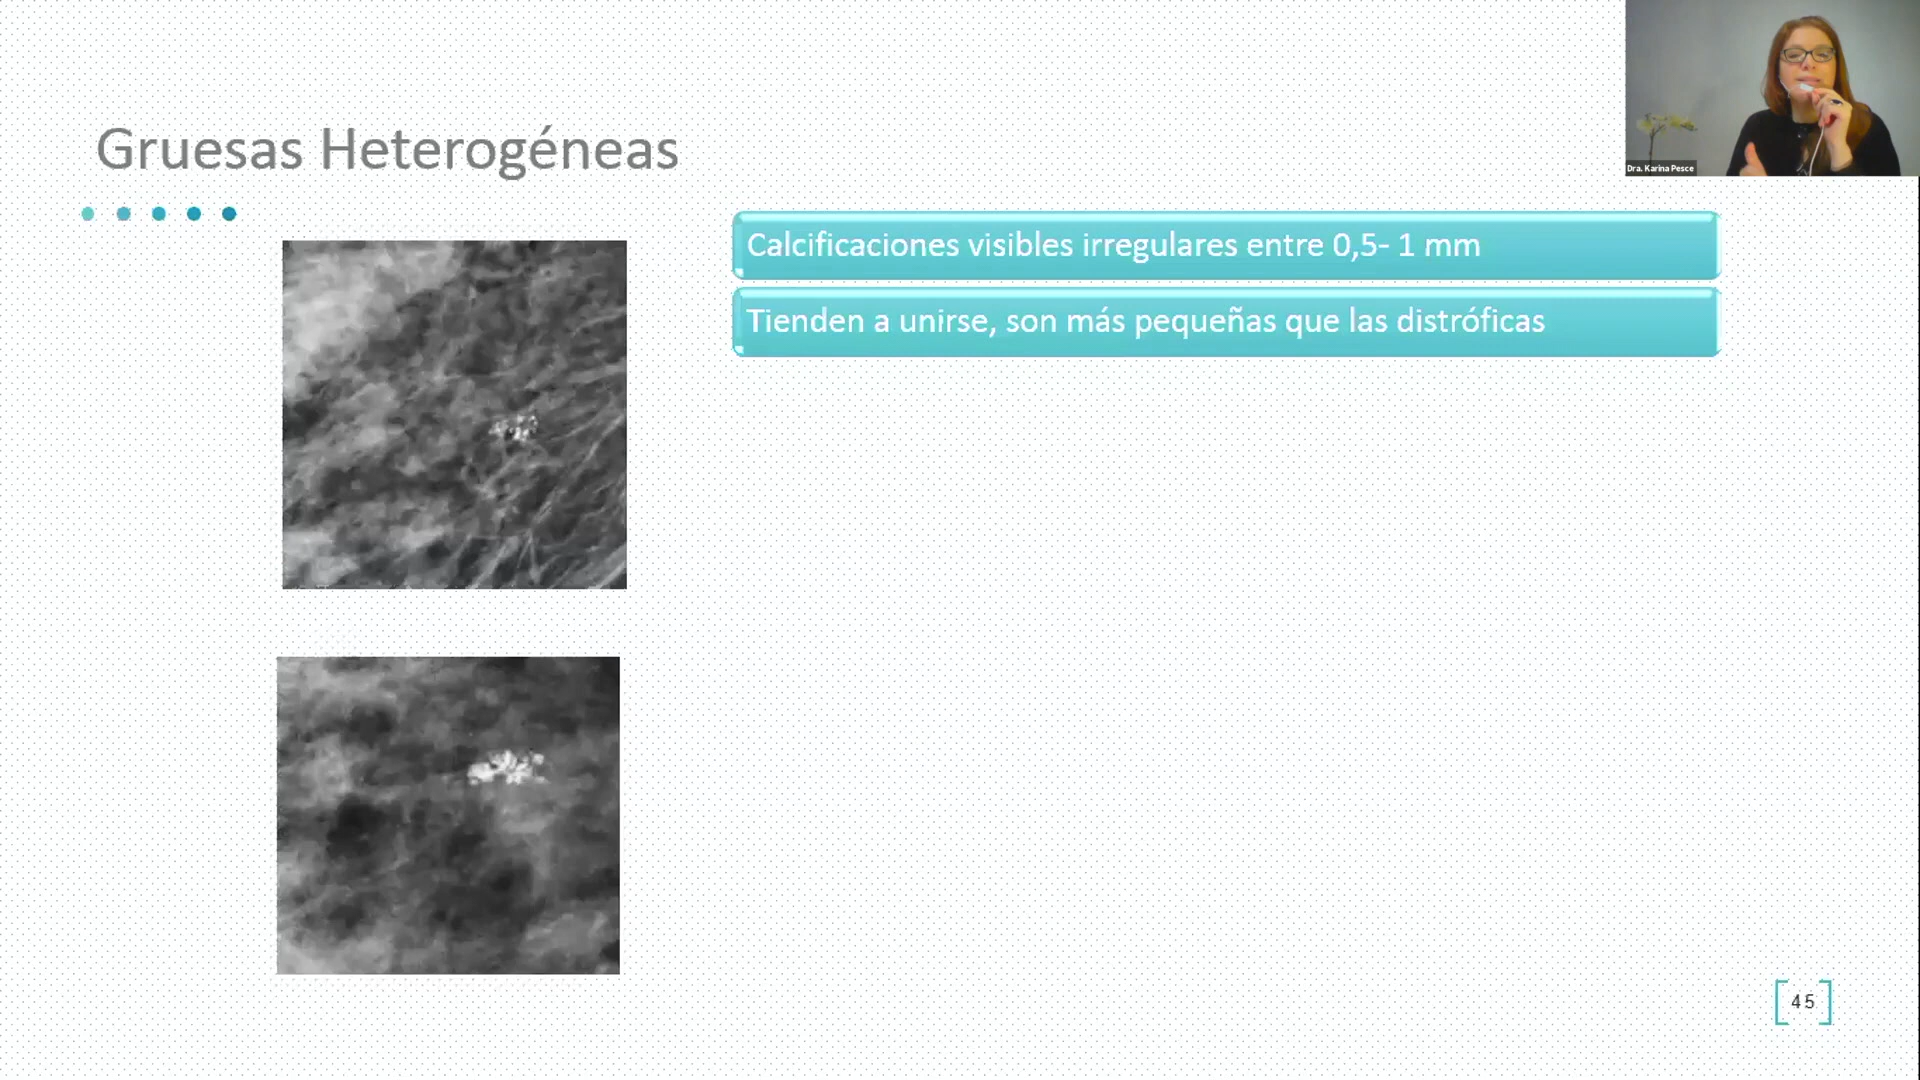 Dra. Karina Pesce
Gruesas Heterogéneas
Calcificaciones visibles irregulares entre 0,5- 1 mm
Tienden a unirse, son más pequeñas que las distróficas
45